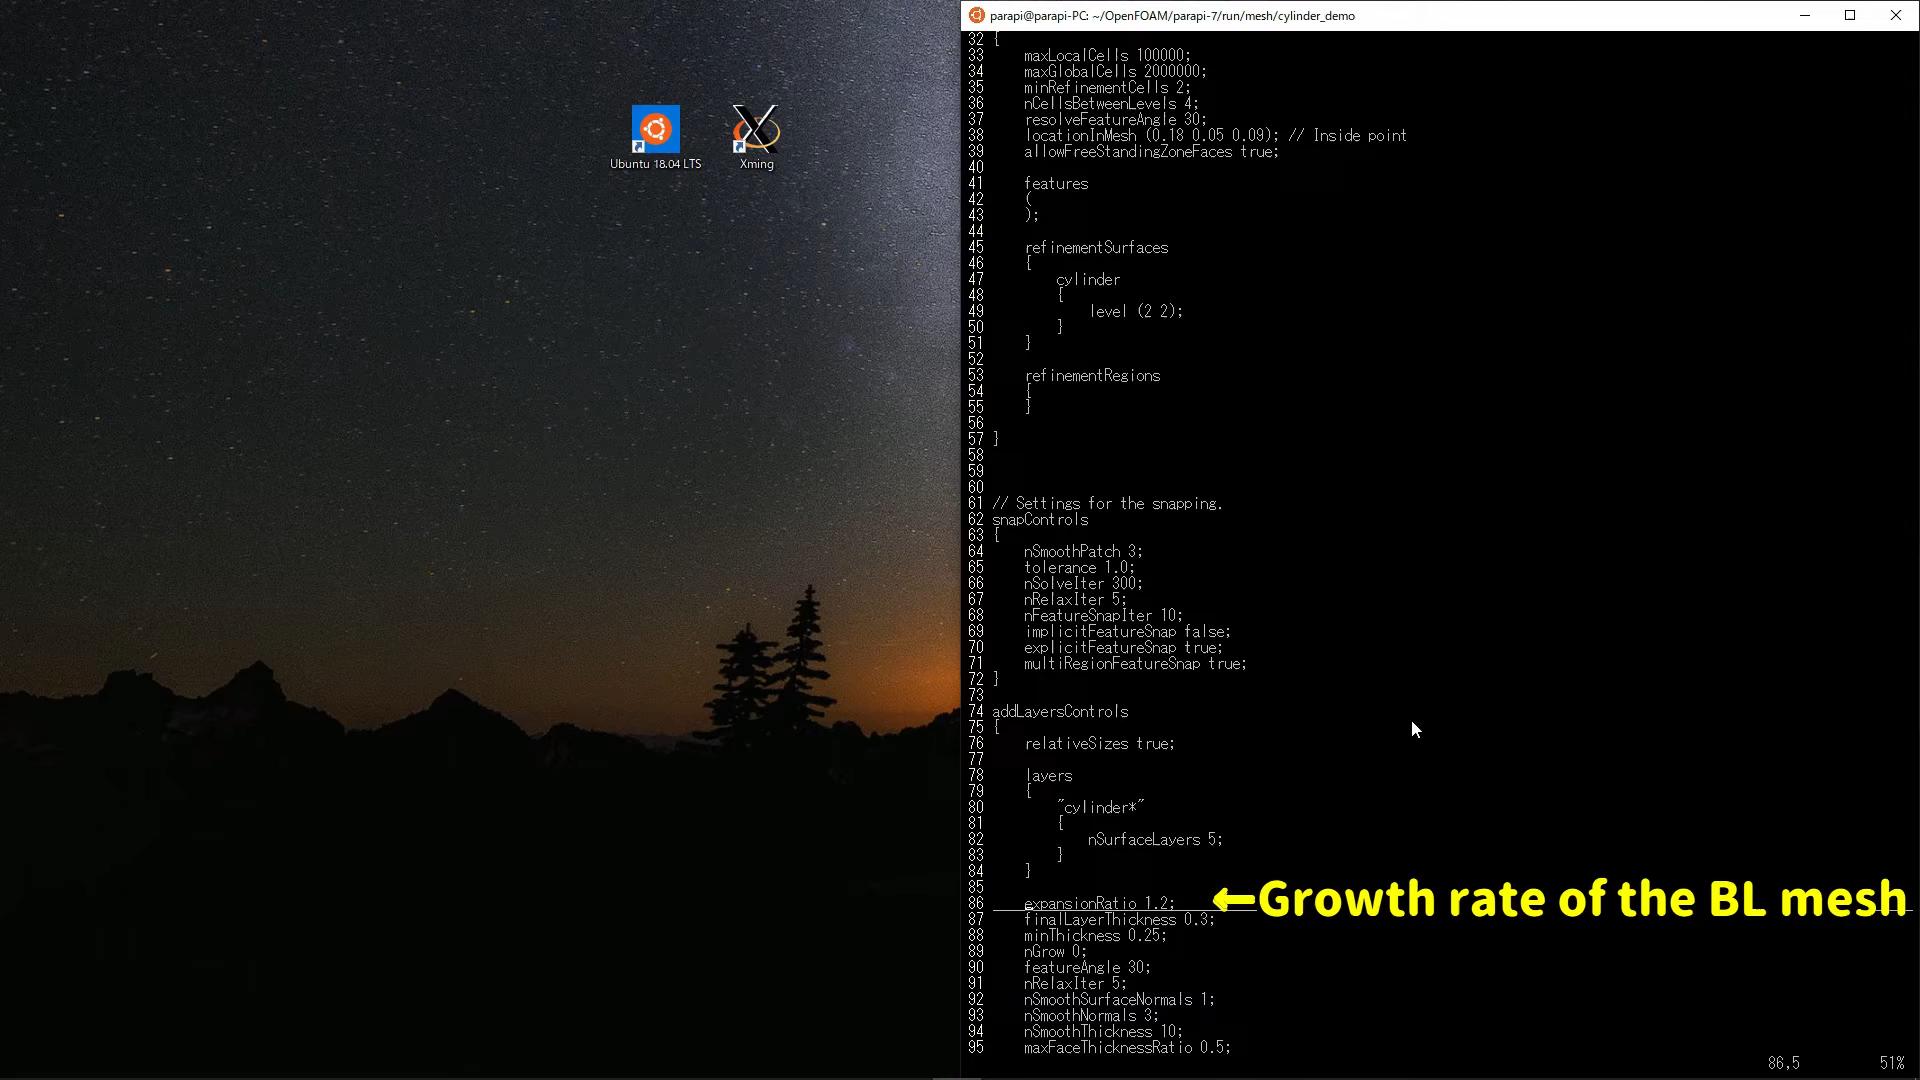 parapi@parapi-PC: ~/OpenFOAM/parapi-7/run/mesh/cylinder_demo
Ubuntu 18.04 LTS
Xming
32 {
33 maxLocalCells 100000;
34 maxGlobalCells 2000000;
35 minRefinementCells 2;
36 nCellsBetweenLevels 4;
37 resolveFeatureAngle 30;
38 locationInMesh (0.18 0.05 0.09); // Inside point
39 allowFreeStandingZoneFaces true;
40
41 features
42 (
43 );
44
45 refinementSurfaces
46 {
47 cylinder
48 {
49 level (2 2);
50 }
51 }
52
53 refinementRegions
54 {
55 }
56
57 }
58
59
60
61 // Settings for the snapping.
62 snapControls
63 {
64 nSmoothPatch 3;
65 tolerance 1.0;
66 nSolveIter 300;
67 nRelaxIter 5;
68 nFeatureSnapIter 10;
69 implicitFeatureSnap false;
70 explicitFeatureSnap true;
71 multiRegionFeatureSnap true;
72 }
73
74 addLayersControls
75 {
76 relativeSizes true;
77
78 layers
79 {
80 "cylinder*"
81 {
82 nSurfaceLayers 5;
83 }
84 }
85
86 expansionRatio 1.2;
←Growth rate of the BL mesh
87 finalLayerThickness 0.3;
88 minThickness 0.25;
89 nGrow 0;
90 featureAngle 30;
91 nRelaxIter 5;
92 nSmoothSurfaceNormals 1;
93 nSmoothNormals 3;
94 nSmoothThickness 10;
95 maxFaceThicknessRatio 0.5;
86,5 51%